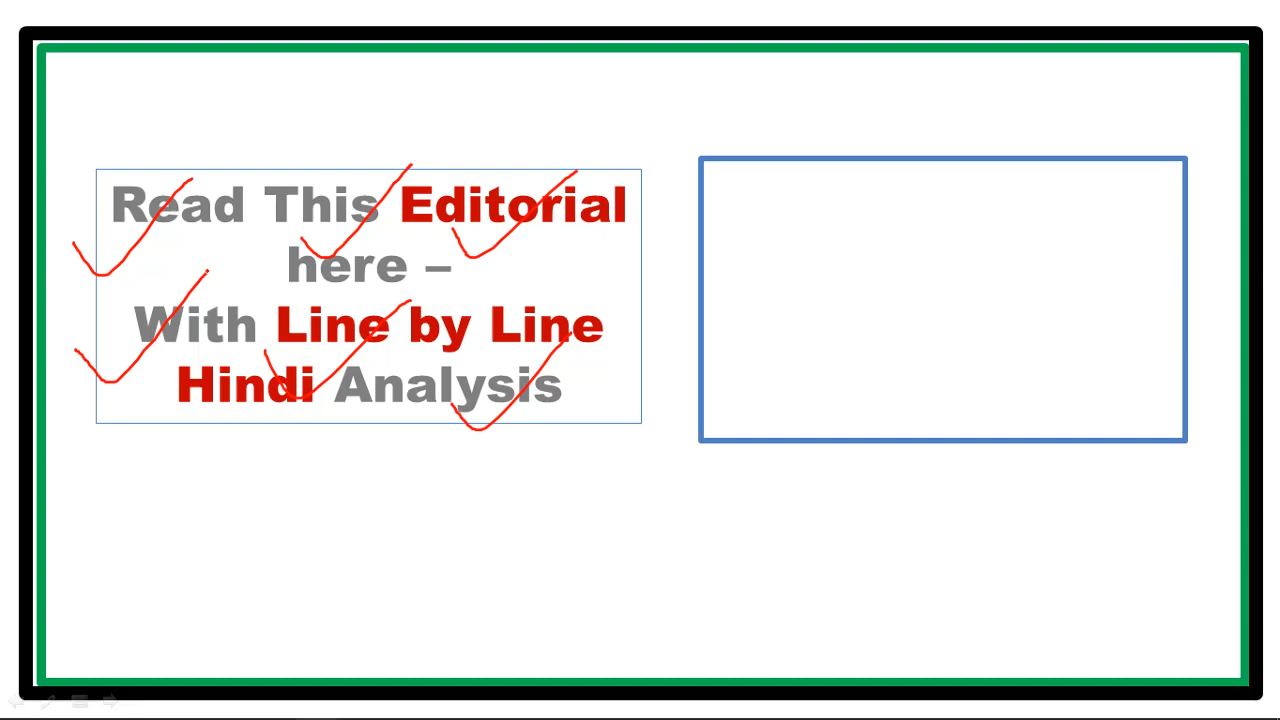 Read This Editorial
here –
With Line by Line
Hindi Analysis